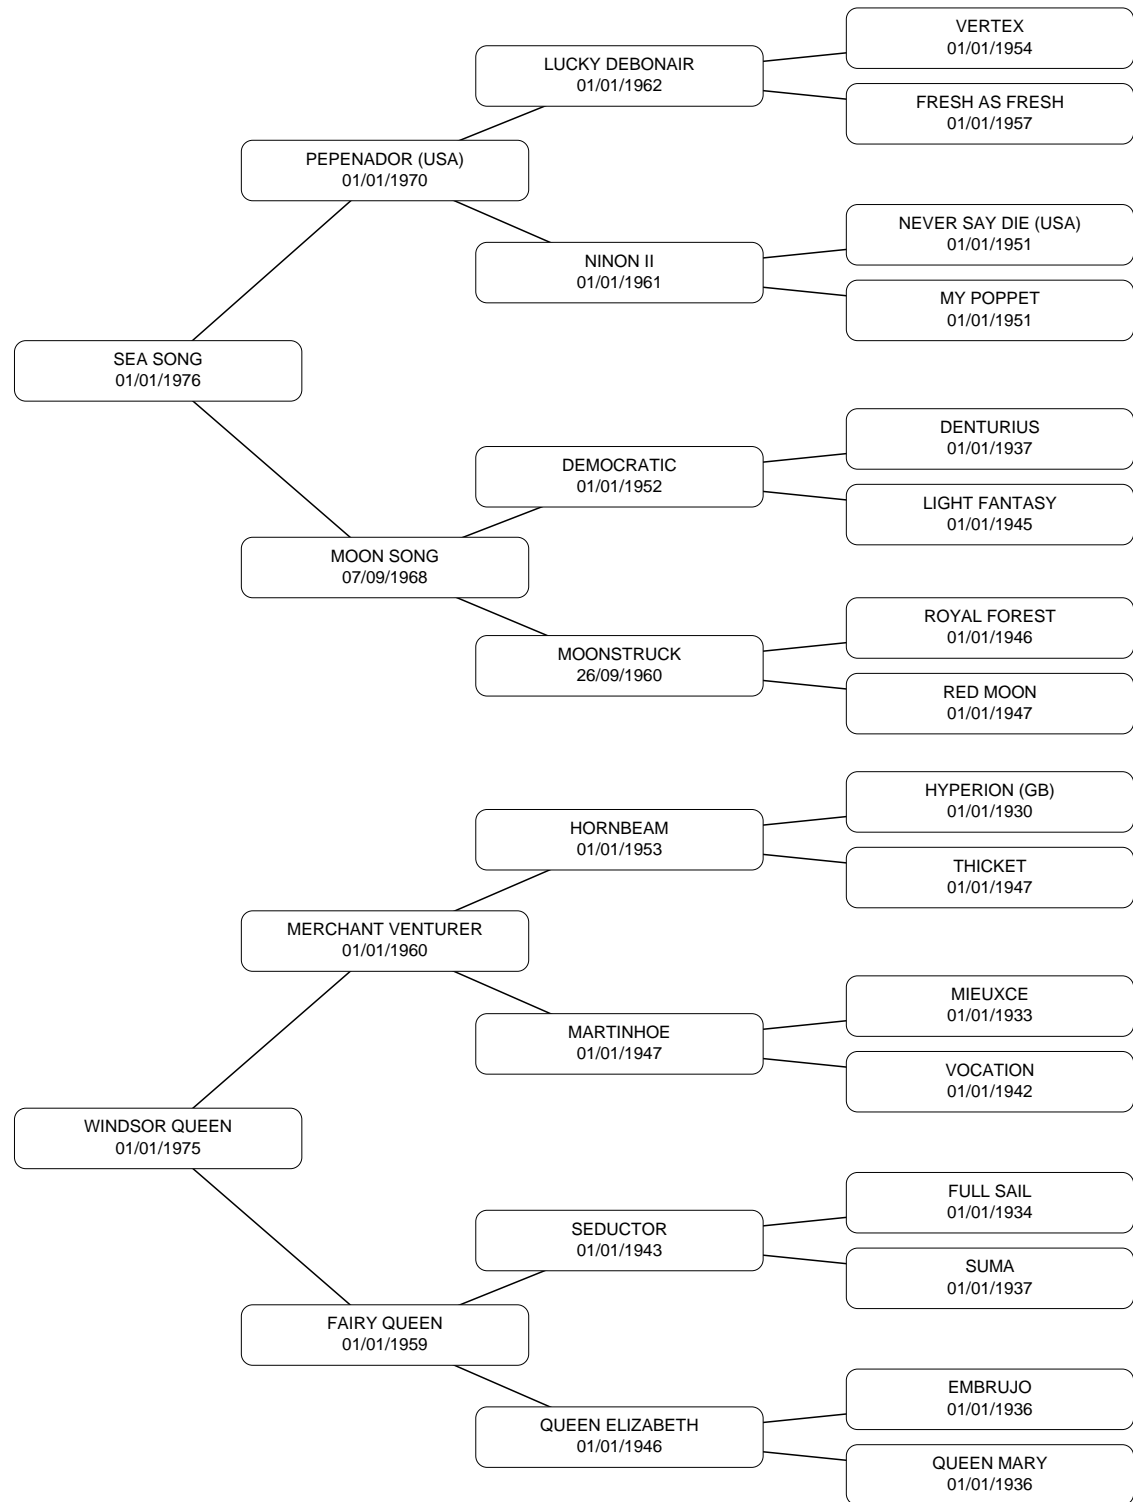 VERTEX
01/01/1954
LUCKY DEBONAIR
01/01/1962
FRESH AS FRESH
01/01/1957
PEPENADOR (USA)
01/01/1970
NEVER SAY DIE (USA)
01/01/1951
NINON II
01/01/1961
MY POPPET
01/01/1951
SEA SONG
01/01/1976
DENTURIUS
01/01/1937
DEMOCRATIC
01/01/1952
LIGHT FANTASY
01/01/1945
MOON SONG
07/09/1968
ROYAL FOREST
01/01/1946
MOONSTRUCK
26/09/1960
RED MOON
01/01/1947
HYPERION (GB)
01/01/1930
HORNBEAM
01/01/1953
THICKET
01/01/1947
MERCHANT VENTURER
01/01/1960
MIEUXCE
01/01/1933
MARTINHOE
01/01/1947
VOCATION
01/01/1942
WINDSOR QUEEN
01/01/1975
FULL SAIL
01/01/1934
SEDUCTOR
01/01/1943
SUMA
01/01/1937
FAIRY QUEEN
01/01/1959
EMBRUJO
01/01/1936
QUEEN ELIZABETH
01/01/1946
QUEEN MARY
01/01/1936